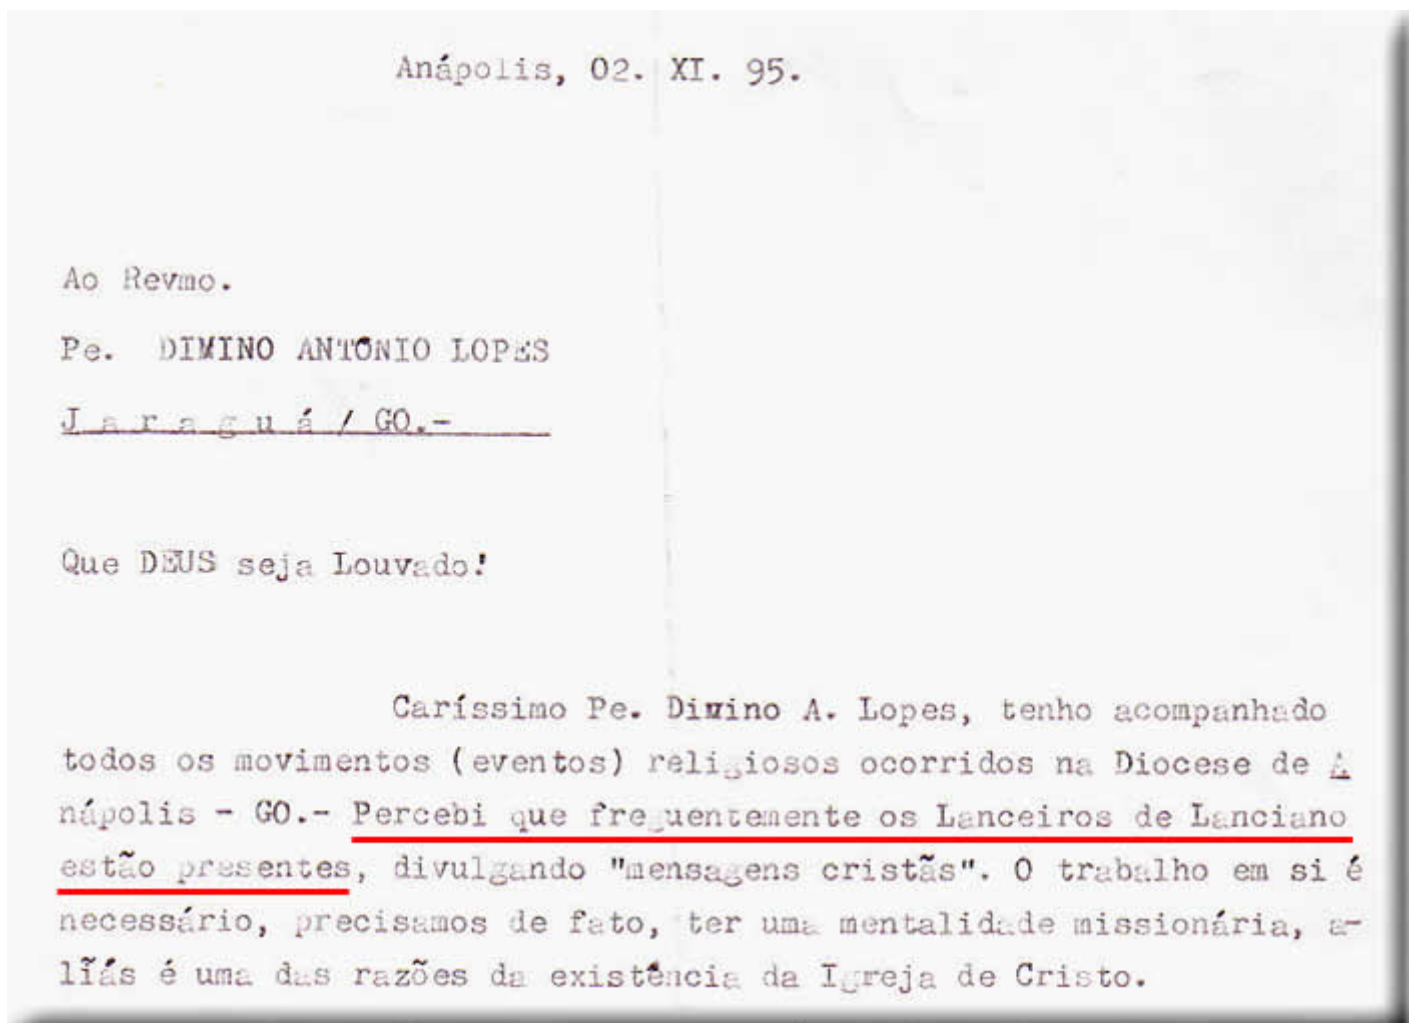 Anápolis, 02. XI. 95.
Ao Revmo.
Pe. DIMINO ANTÔNIO LOPES
J a r a g u á / GO.-
Que DEUS seja Louvado!
Caríssimo Pe. Dimino A. Lopes, tenho acompanhado
todos os movimentos (eventos) religiosos ocorridos na Diocese de A
nápolis - GO.- Percebi que frequentemente os Lanceiros de Lanciano
estão presentes, divulgando "mensagens cristãs". O trabalho em si é
necessário, precisamos de fato, ter uma mentalidade missionária, a-
lĩás é uma das razões da existência da Igreja de Cristo.